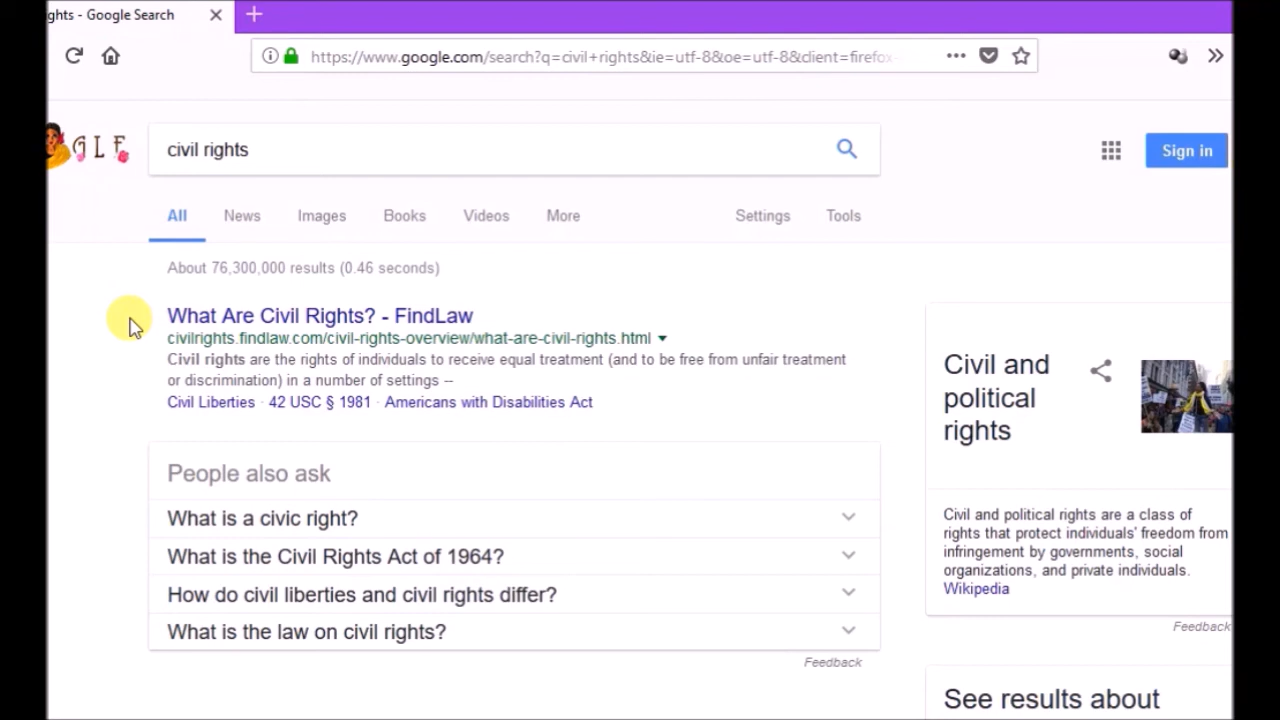 ghts - Google Search
https://www.google.com/search?q=civil+rights&ie=utf-8&oe=utf-8&client=firefox-
G L E
civil rights
Sign in
All News Images Books Videos More Settings Tools
About 76,300,000 results (0.46 seconds)
What Are Civil Rights? - FindLaw
civilrights.findlaw.com/civil-rights-overview/what-are-civil-rights.html
Civil rights are the rights of individuals to receive equal treatment (and to be free from unfair treatment
or discrimination) in a number of settings --
Civil Liberties · 42 USC § 1981 · Americans with Disabilities Act
People also ask
What is a civic right?
What is the Civil Rights Act of 1964?
How do civil liberties and civil rights differ?
What is the law on civil rights?
Feedback
Civil and
political
rights
Civil and political rights are a class of
rights that protect individuals' freedom from
infringement by governments, social
organizations, and private individuals.
Wikipedia
Feedback
See results about